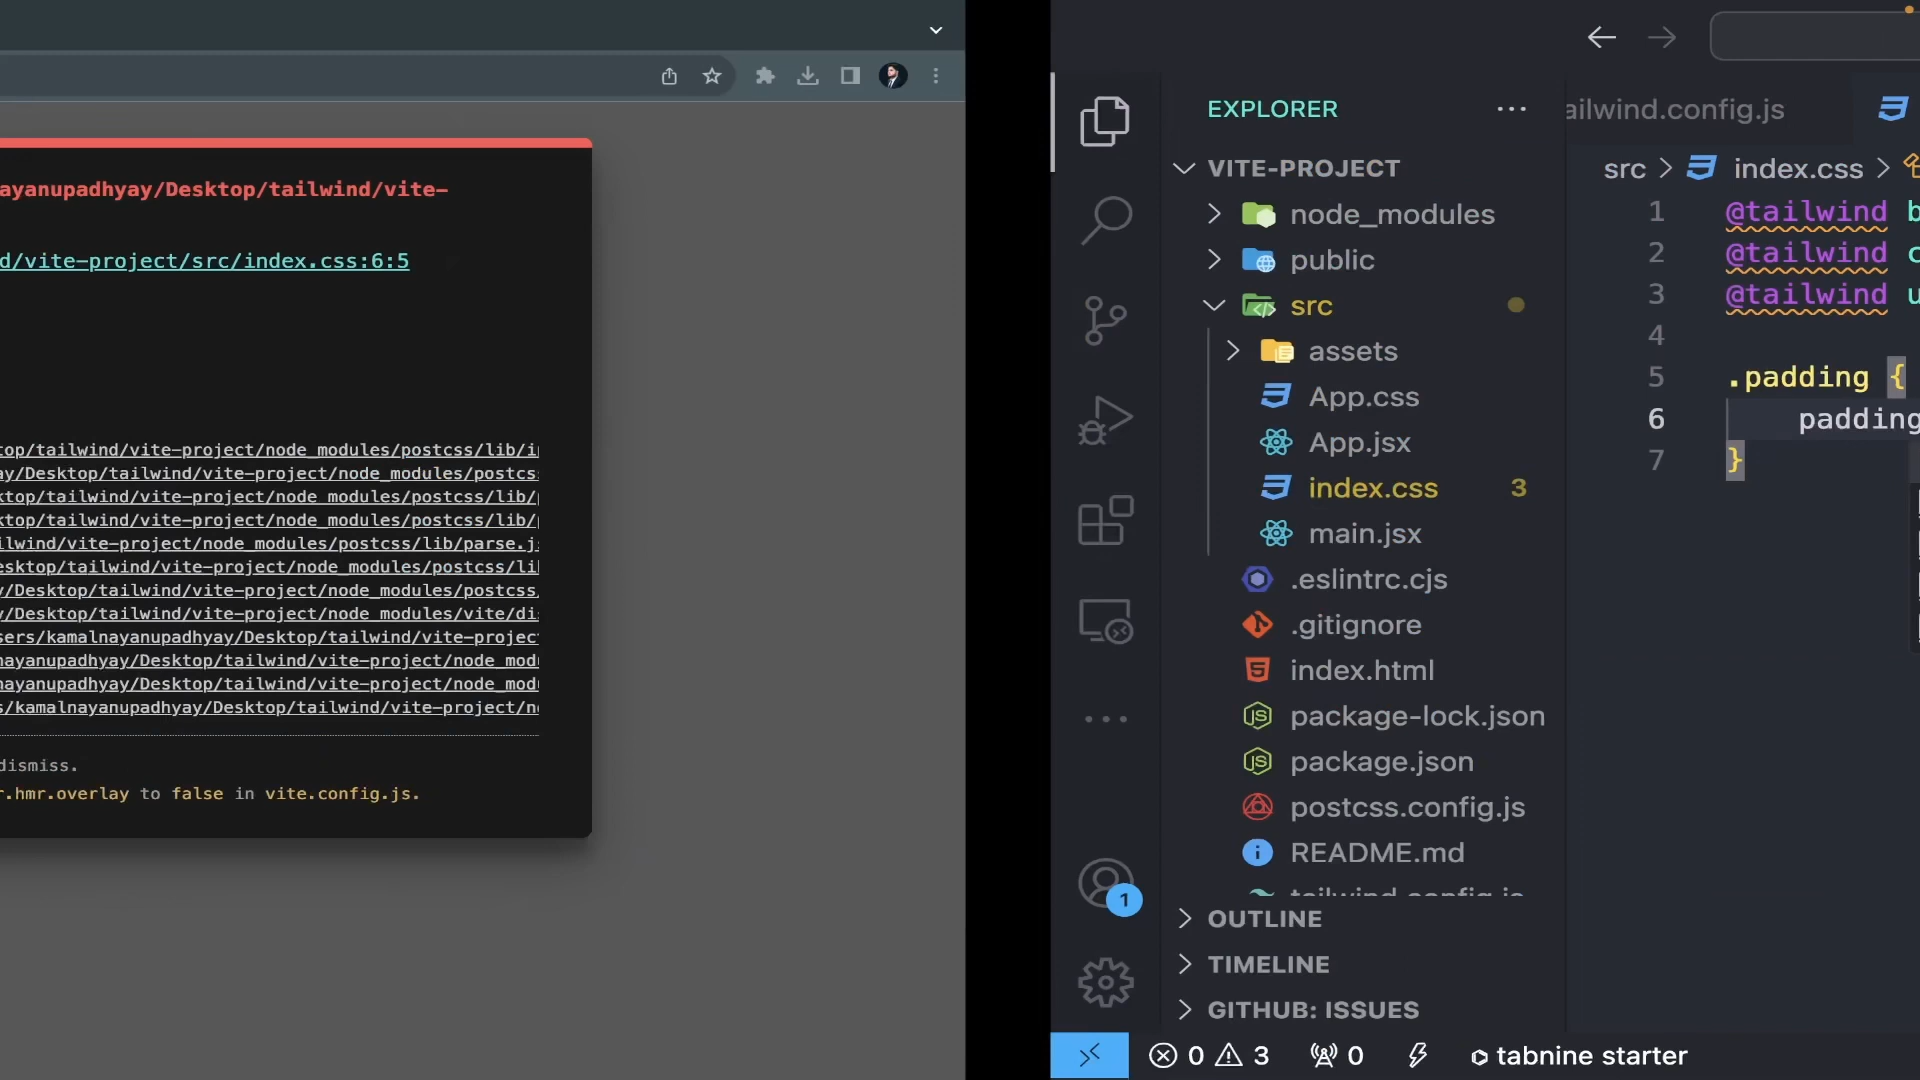 ayanupadhyay/Desktop/tailwind/vite-
d/vite-project/src/index.css:6:5
top/tailwind/vite-project/node_modules/postcss/lib/i
ay/Desktop/tailwind/vite-project/node_modules/postcs
ktop/tailwind/vite-project/node_modules/postcss/lib/
ktop/tailwind/vite-project/node_modules/postcss/lib/
ilwind/vite-project/node_modules/postcss/lib/parse.j
esktop/tailwind/vite-project/node_modules/postcss/li
y/Desktop/tailwind/vite-project/node_modules/postcss/
y/Desktop/tailwind/vite-project/node_modules/vite/di
sers/kamalnayanupadhyay/Desktop/tailwind/vite-project
nayanupadhyay/Desktop/tailwind/vite-project/node_mod
nayanupadhyay/Desktop/tailwind/vite-project/node_mod
s/kamalnayanupadhyay/Desktop/tailwind/vite-project/n
dismiss.
r.hmr.overlay to false in vite.config.js.
EXPLORER
VITE-PROJECT
node_modules
public
src
assets
App.css
App.jsx
index.css 3
main.jsx
.eslintrc.cjs
.gitignore
index.html
package-lock.json
package.json
postcss.config.js
README.md
tailwind.config.js
OUTLINE
TIMELINE
GITHUB: ISSUES
1
ailwind.config.js
src > index.css >
1 @tailwind b
2 @tailwind c
3 @tailwind u
4
5 .padding {
6 padding
7 }
0 3 0 tabnine starter